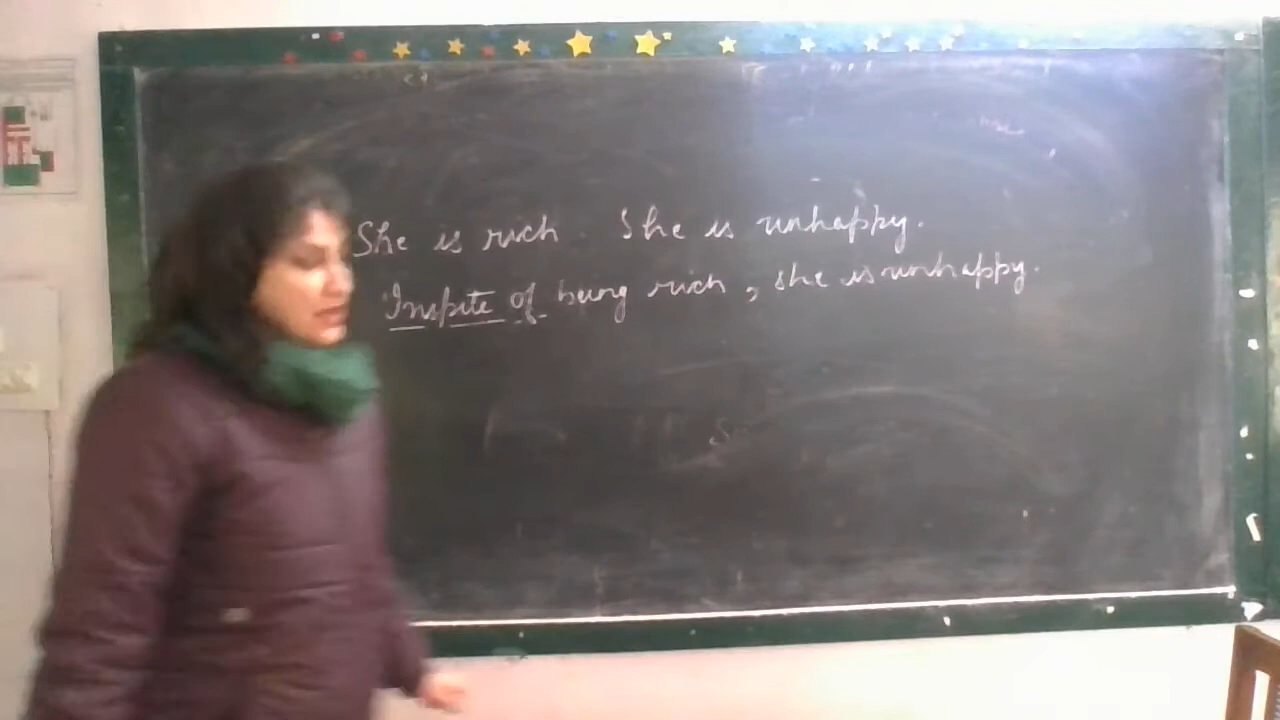 She is rich. She is unhappy.
Inspite of being rich, she is unhappy.